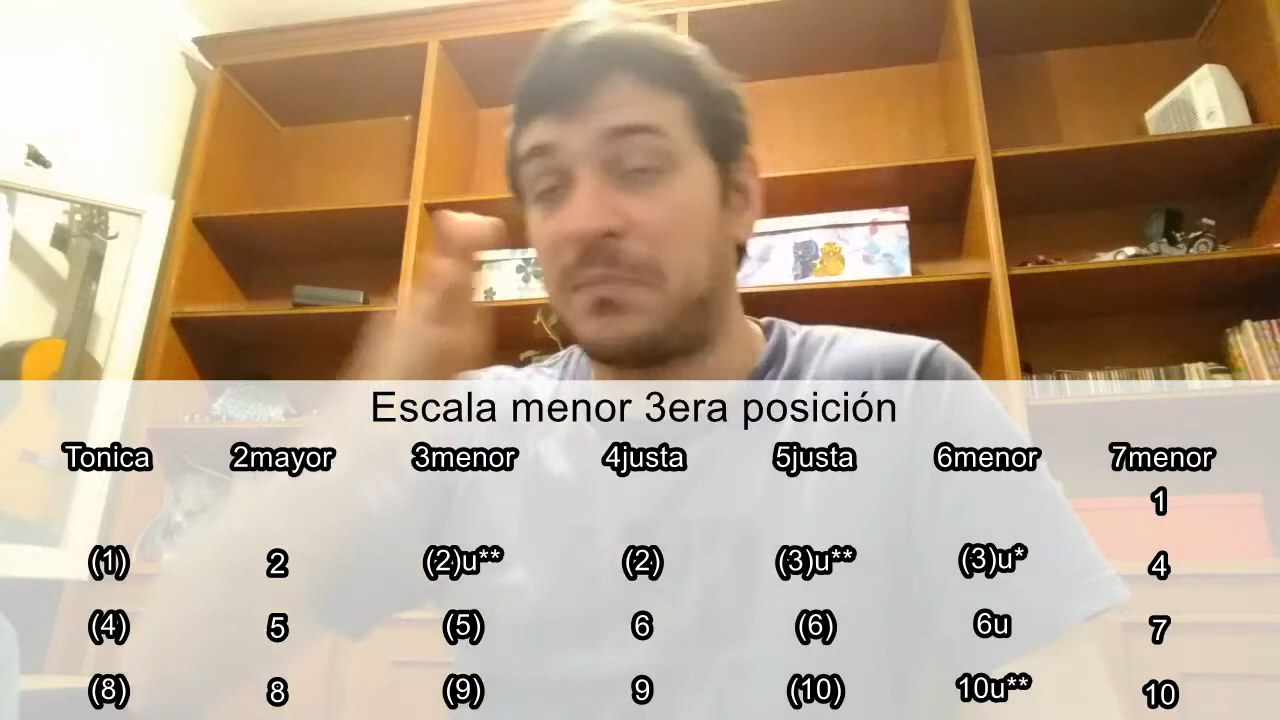 Escala menor 3era posición
Tonica 2mayor 3menor 4justa 5justa 6menor 7menor
1
(1) 2 (2)u** (2) (3)u** (3)u* 4
(4) 5 (5) 6 (6) 6u 7
(8) 8 (9) 9 (10) 10u** 10